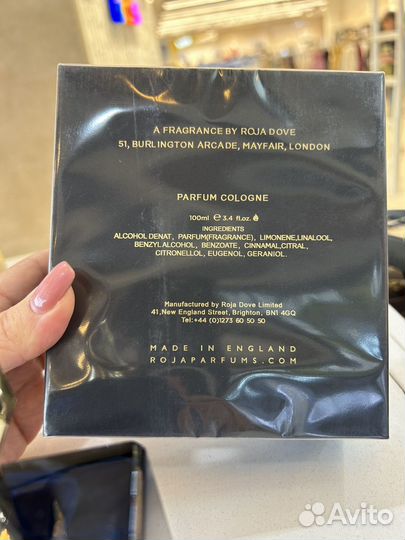 A FRAGRANCE BY ROJA DOVE
51, BURLINGTON ARCADE, MAYFAIR, LONDON
PARFUM COLOGNE
100ml ℮ 3.4 fl.oz.
INGREDIENTS
ALCOHOL DENAT, PARFUM(FRAGRANCE), LIMONENE,LINALOOL,
BENZYL ALCOHOL, BENZOATE, CINNAMAL,CITRAL,
CITRONELLOL, EUGENOL, GERANIOL.
Manufactured by Roja Dove Limited
41,New England Street, Brighton, BN1 4GQ
Tel:+44 (0)1273 60 50 50
MADE IN ENGLAND
ROJAPARFUMS.COM
Avito